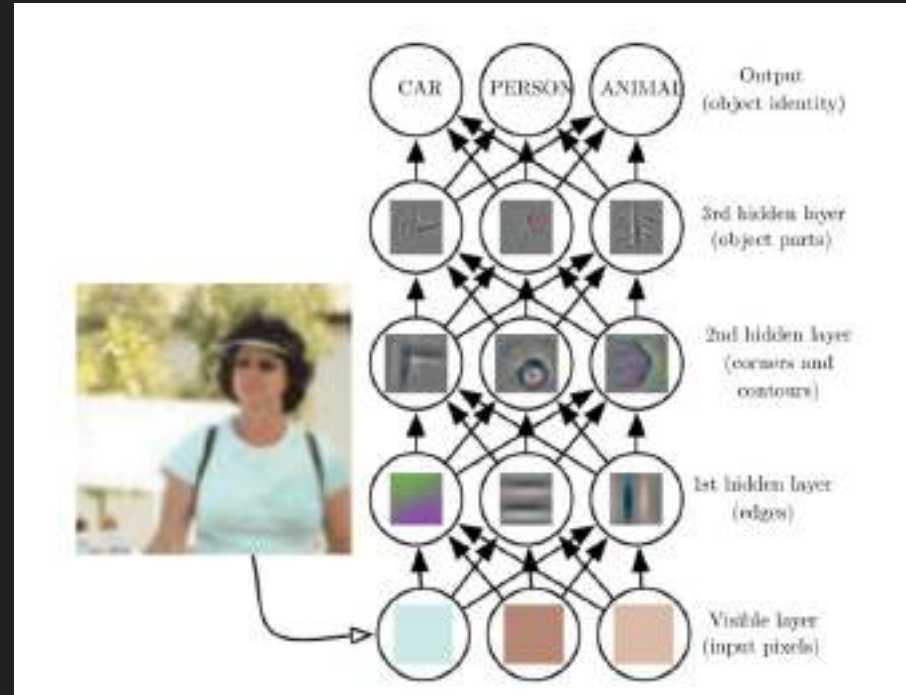 CAR PERSON ANIMAL
Output
(object identity)
3rd hidden layer
(object parts)
2nd hidden layer
(corners and
contours)
1st hidden layer
(edges)
Visible layer
(input pixels)